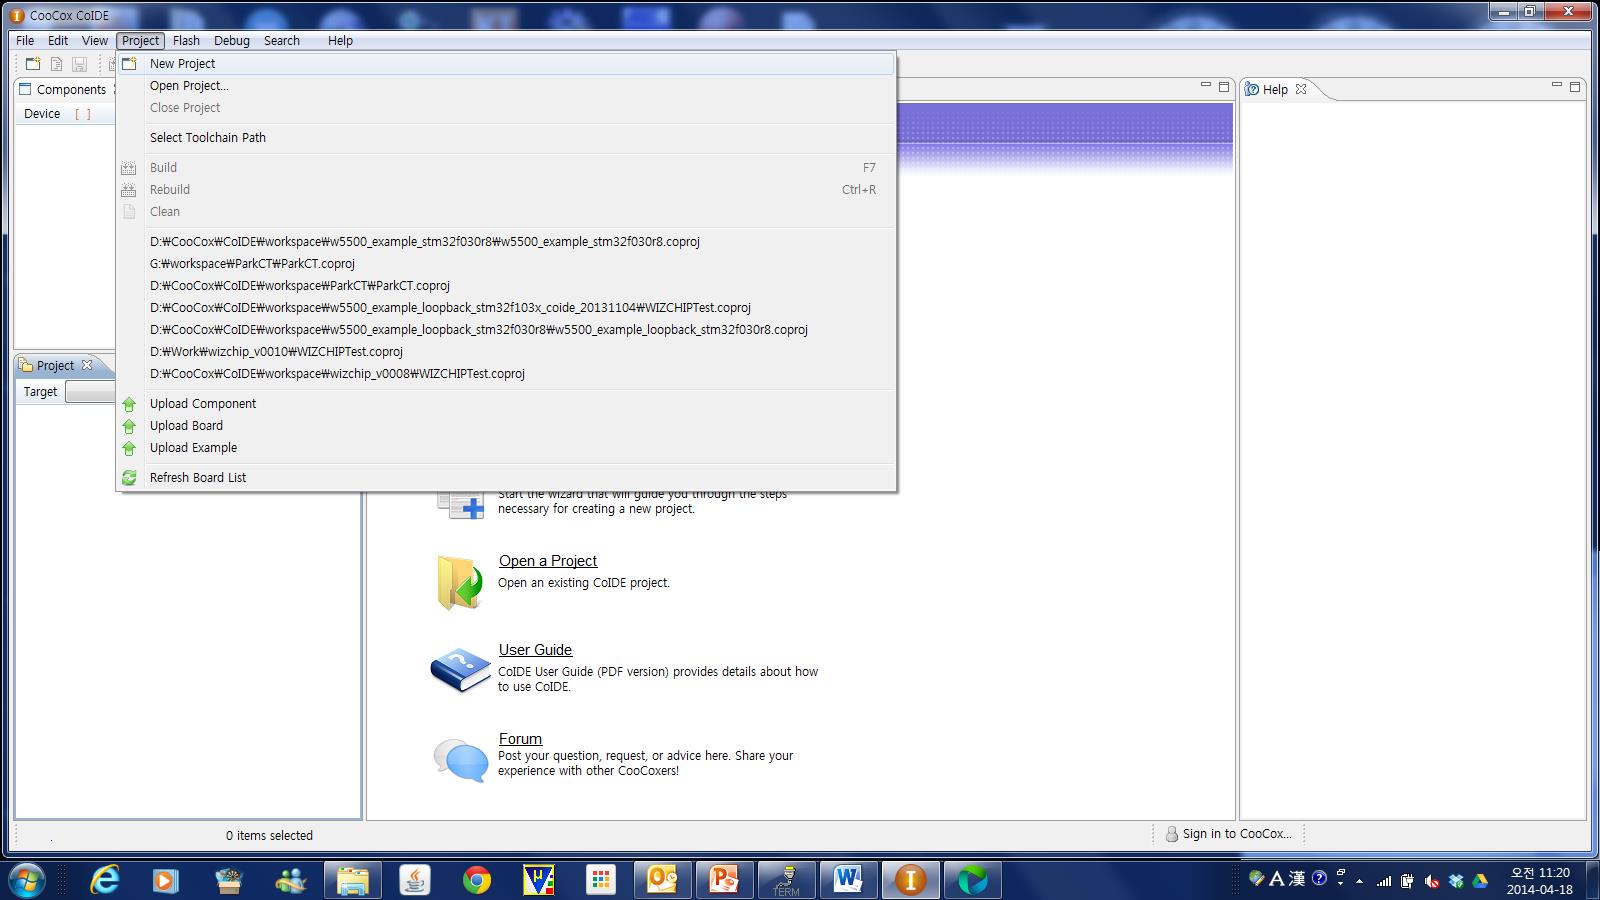 CooCox CoIDE
File Edit View Project Flash Debug Search Help
New Project
Open Project...
Close Project
Select Toolchain Path
Build F7
Rebuild Ctrl+R
Clean
D:₩CooCox₩CoIDE₩workspace₩w5500_example_stm32f030r8₩w5500_example_stm32f030r8.coproj
G:₩workspace₩ParkCT₩ParkCT.coproj
D:₩CooCox₩CoIDE₩workspace₩ParkCT₩ParkCT.coproj
D:₩CooCox₩CoIDE₩workspace₩w5500_example_loopback_stm32f103x_coide_20131104₩WIZCHIPTest.coproj
D:₩CooCox₩CoIDE₩workspace₩w5500_example_loopback_stm32f030r8₩w5500_example_loopback_stm32f030r8.coproj
D:₩Work₩wizchip_v0010₩WIZCHIPTest.coproj
D:₩CooCox₩CoIDE₩workspace₩wizchip_v0008₩WIZCHIPTest.coproj
Upload Component
Upload Board
Upload Example
Refresh Board List
Components
Device [ ]
Project
Target
Start the wizard that will guide you through the steps
necessary for creating a new project.
Open a Project
Open an existing CoIDE project.
User Guide
CoIDE User Guide (PDF version) provides details about how
to use CoIDE.
Forum
Post your question, request, or advice here. Share your
experience with other CooCoxers!
Help
0 items selected
Sign in to CooCox...
TERM
A 漢
오전 11:20
2014-04-18